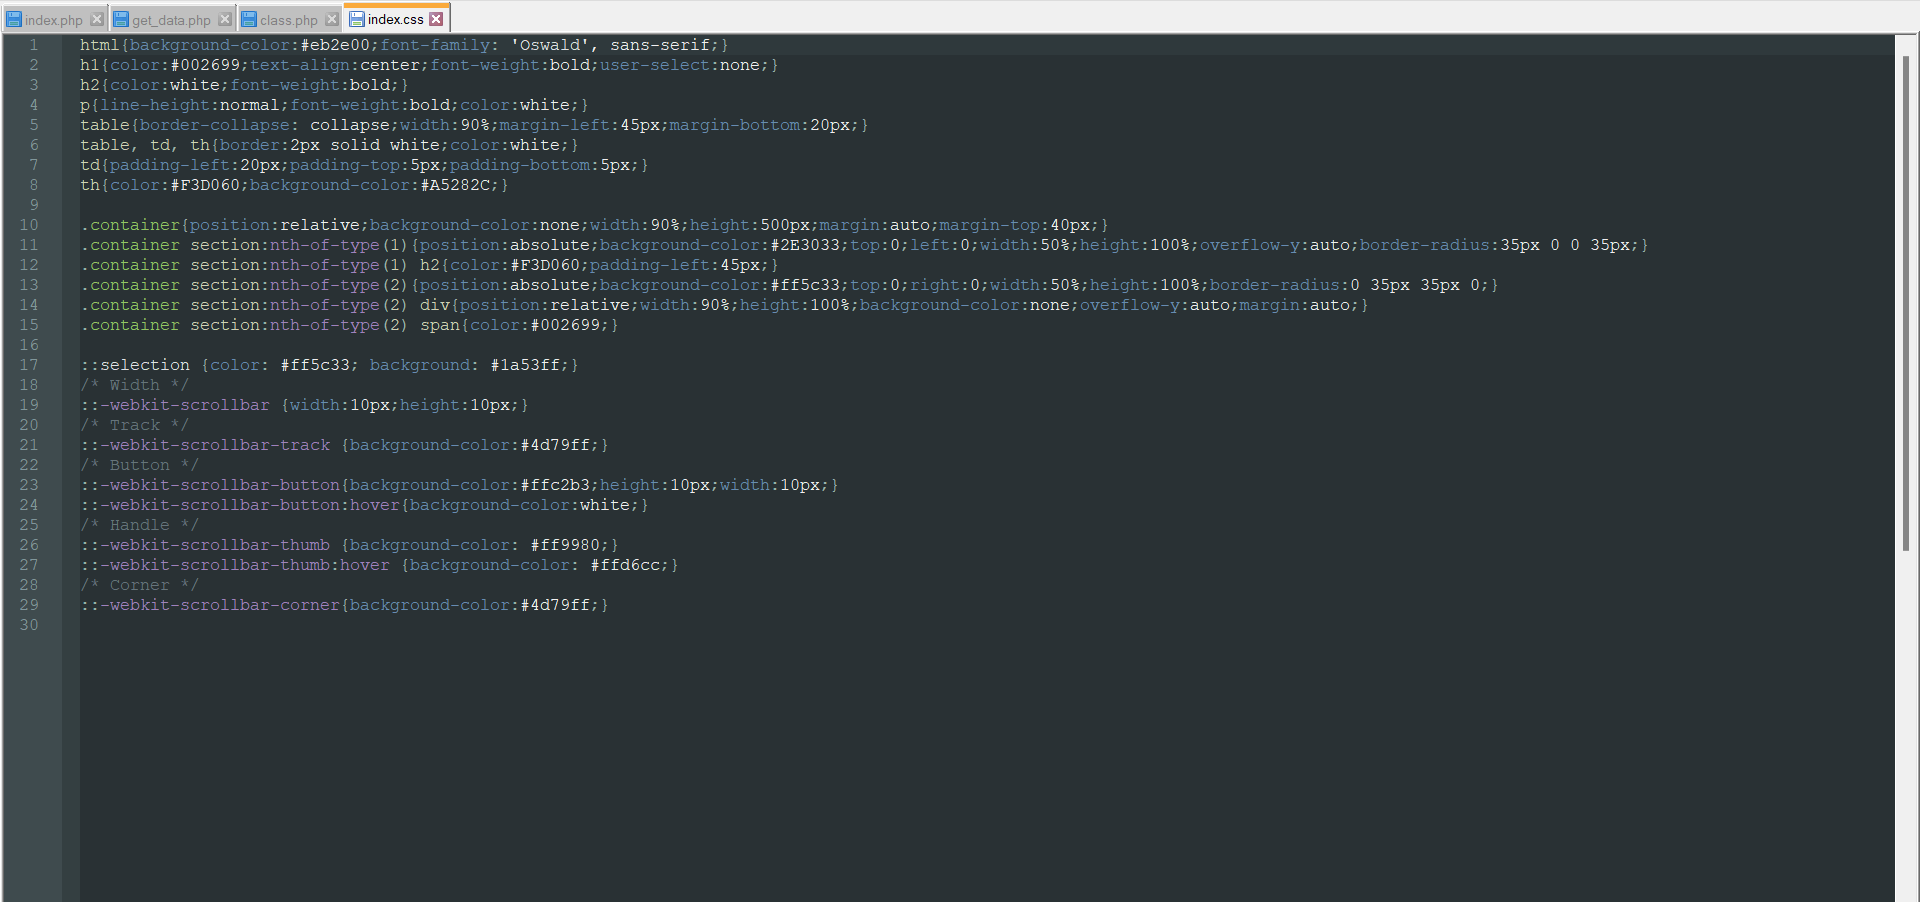 index.php get_data.php class.php index.css
1 html{background-color:#eb2e00;font-family: 'Oswald', sans-serif;}
2 h1{color:#002699;text-align:center;font-weight:bold;user-select:none;}
3 h2{color:white;font-weight:bold;}
4 p{line-height:normal;font-weight:bold;color:white;}
5 table{border-collapse: collapse;width:90%;margin-left:45px;margin-bottom:20px;}
6 table, td, th{border:2px solid white;color:white;}
7 td{padding-left:20px;padding-top:5px;padding-bottom:5px;}
8 th{color:#F3D060;background-color:#A5282C;}
9
10 .container{position:relative;background-color:none;width:90%;height:500px;margin:auto;margin-top:40px;}
11 .container section:nth-of-type(1){position:absolute;background-color:#2E3033;top:0;left:0;width:50%;height:100%;overflow-y:auto;border-radius:35px 0 0 35px;}
12 .container section:nth-of-type(1) h2{color:#F3D060;padding-left:45px;}
13 .container section:nth-of-type(2){position:absolute;background-color:#ff5c33;top:0;right:0;width:50%;height:100%;border-radius:0 35px 35px 0;}
14 .container section:nth-of-type(2) div{position:relative;width:90%;height:100%;background-color:none;overflow-y:auto;margin:auto;}
15 .container section:nth-of-type(2) span{color:#002699;}
16
17 ::selection {color: #ff5c33; background: #1a53ff;}
18 /* Width */
19 ::-webkit-scrollbar {width:10px;height:10px;}
20 /* Track */
21 ::-webkit-scrollbar-track {background-color:#4d79ff;}
22 /* Button */
23 ::-webkit-scrollbar-button{background-color:#ffc2b3;height:10px;width:10px;}
24 ::-webkit-scrollbar-button:hover{background-color:white;}
25 /* Handle */
26 ::-webkit-scrollbar-thumb {background-color: #ff9980;}
27 ::-webkit-scrollbar-thumb:hover {background-color: #ffd6cc;}
28 /* Corner */
29 ::-webkit-scrollbar-corner{background-color:#4d79ff;}
30